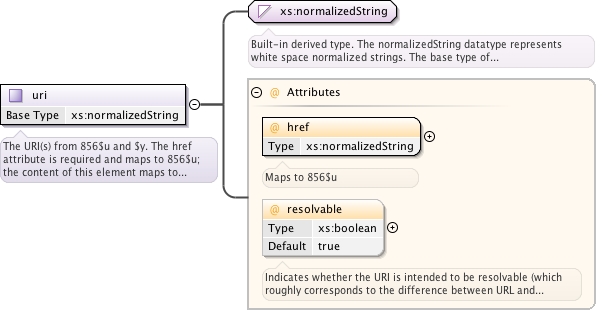 xs:normalizedString
Built-in derived type. The normalizedString datatype represents
white space normalized strings. The base type of...
uri
Base Type xs:normalizedString
The URI(s) from 856$u and $y. The href
attribute is required and maps to 856$u;
the content of this element maps to...
@ Attributes
@ href
Type xs:normalizedString
Maps to 856$u
@ resolvable
Type xs:boolean
Default true
Indicates whether the URI is intended to be resolvable (which
roughly corresponds to the difference between URL and...